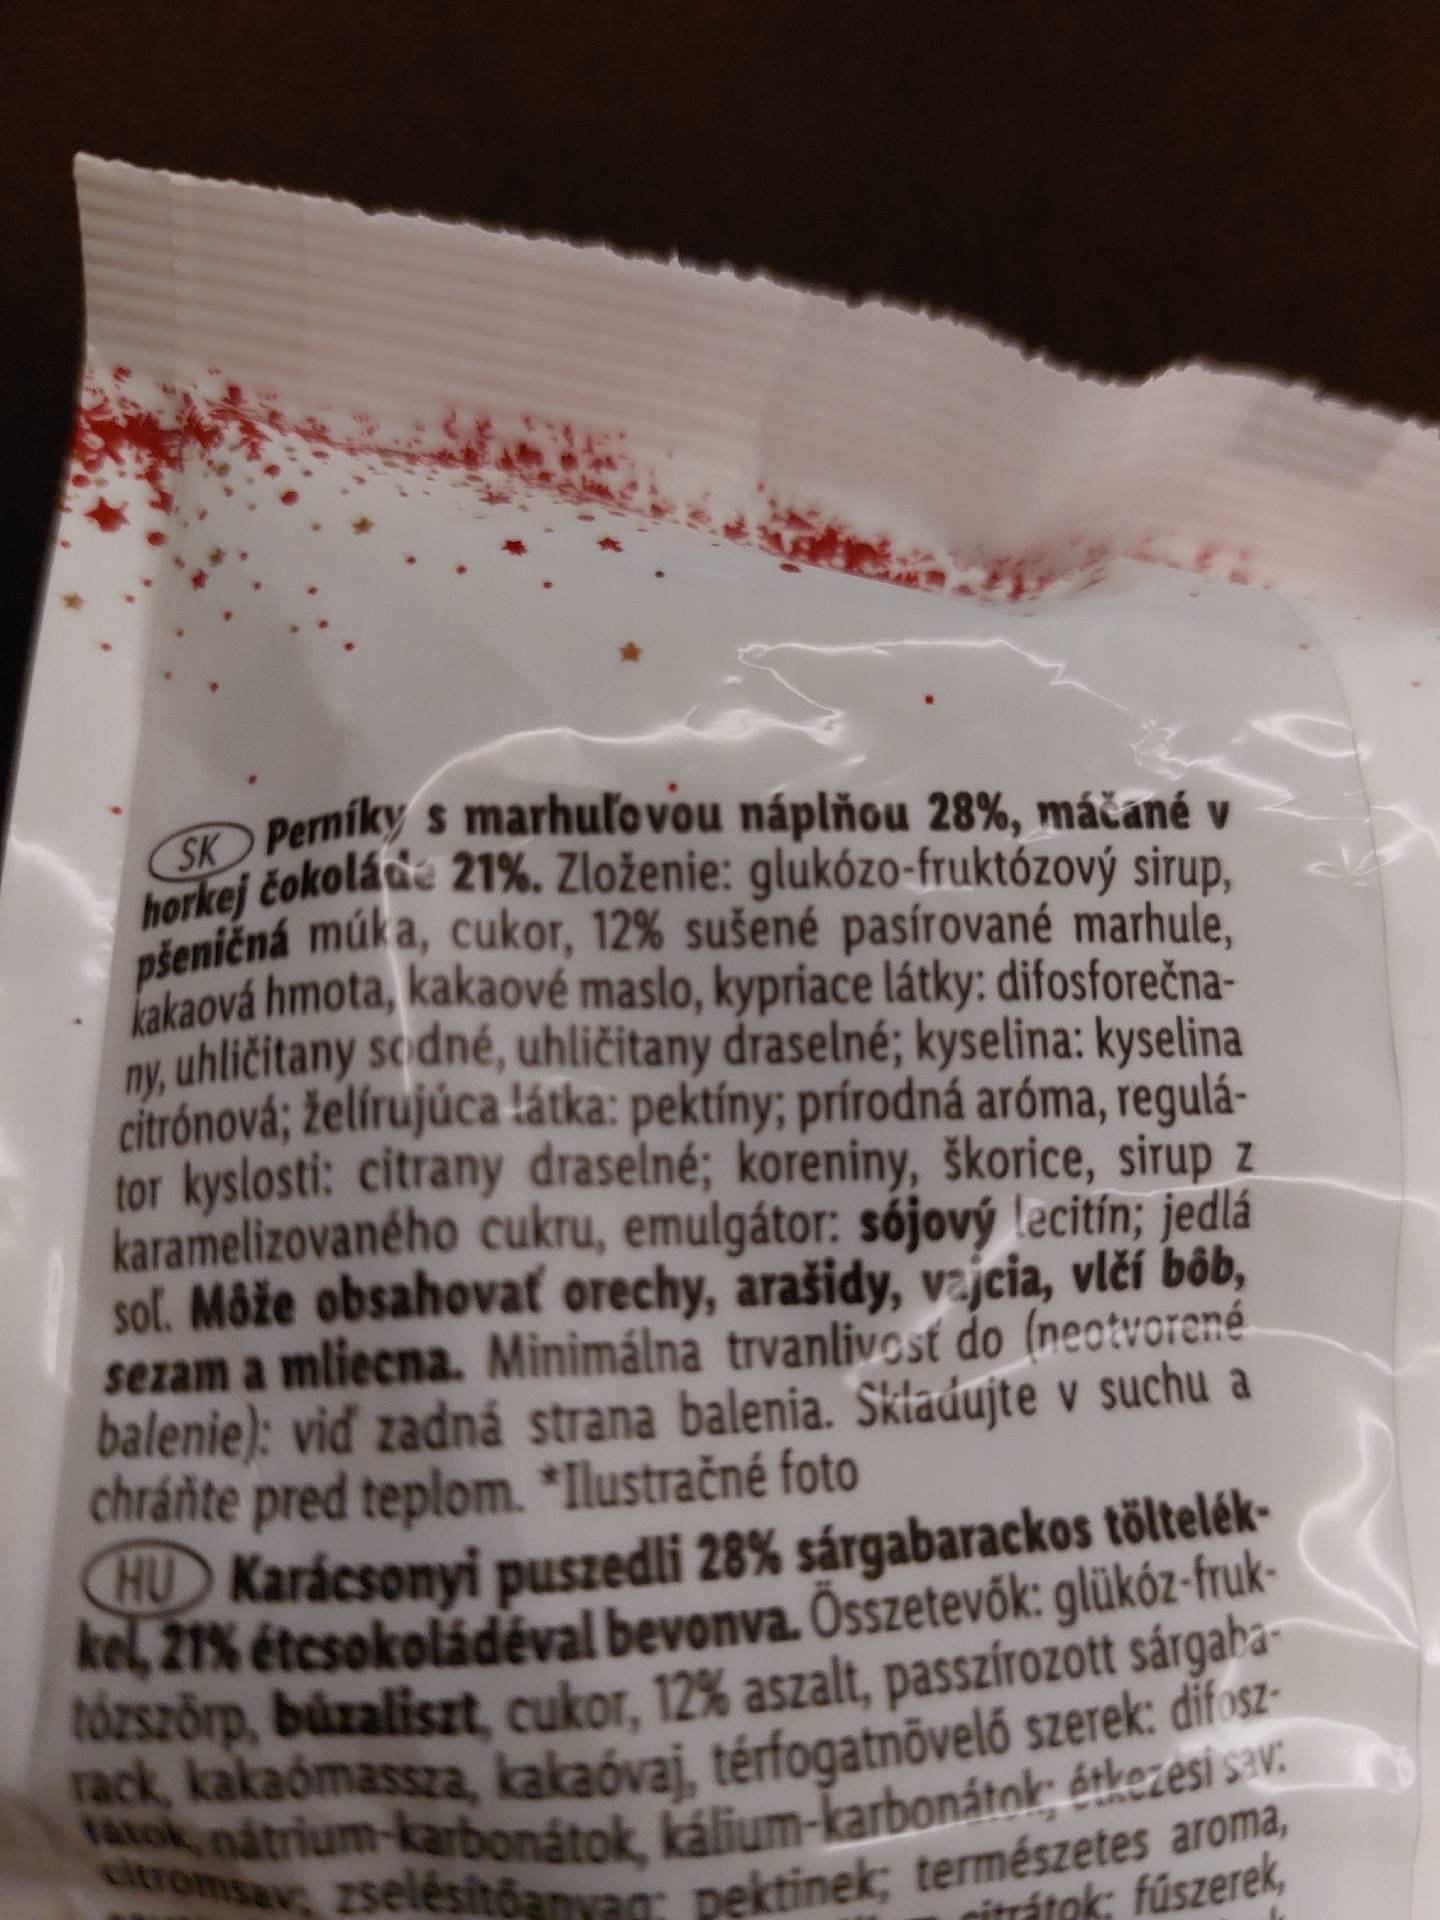 SK Perníky s marhuľovou náplňou 28%, máčané v
horkej čokoláde 21%. Zloženie: glukózo-fruktózový sirup,
pšeničná múka, cukor, 12% sušené pasírované marhule,
kakaová hmota, kakaové maslo, kypriace látky: difosforečna-
ny, uhličitany sodné, uhličitany draselné; kyselina: kyselina
citrónová; želírujúca látka: pektíny; prírodná aróma, regulá-
tor kyslosti: citrany draselné; koreniny, škorice, sirup z
karamelizovaného cukru, emulgátor: sójový lecitín; jedlá
soľ. Môže obsahovať orechy, arašidy, vajcia, vlčí bôb,
sezam a mliecna. Minimálna trvanlivosť do (neotvorené
balenie): viď zadná strana balenia. Skladujte v suchu a
chráňte pred teplom. *Ilustračné foto
HU Karácsonyi puszedli 28% sárgabarackos töltelék-
kel, 21% étcsokoládéval bevonva. Összetevők: glükóz-fruk-
tózszörp, búzaliszt, cukor, 12% aszalt, passzírozott sárgaba-
rack, kakaómassza, kakaóvaj, térfogatnövelő szerek: difosz-
fátok, nátrium-karbonátok, kálium-karbonátok; étkezési sav:
citromsav; zselésítőanyag: pektinek; természetes aroma,
citrátok; fűszerek,